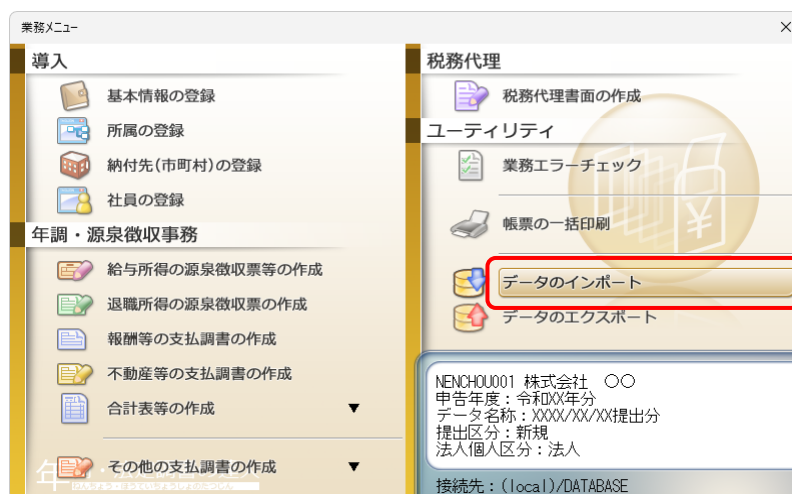 業務メニュー
導入
基本情報の登録
所属の登録
納付先(市町村)の登録
社員の登録
年調・源泉徴収事務
給与所得の源泉徴収票等の作成
退職所得の源泉徴収票の作成
報酬等の支払調書の作成
不動産等の支払調書の作成
合計表等の作成 ▼
その他の支払調書の作成 ▼
税務代理
税務代理書面の作成
ユーティリティ
業務エラーチェック
帳票の一括印刷
データのインポート
データのエクスポート
NENCHOU001 株式会社 〇〇
申告年度:令和XX年分
データ名称:XXXX/XX/XX提出分
提出区分:新規
法人個人区分:法人
接続先:(local)/DATABASE